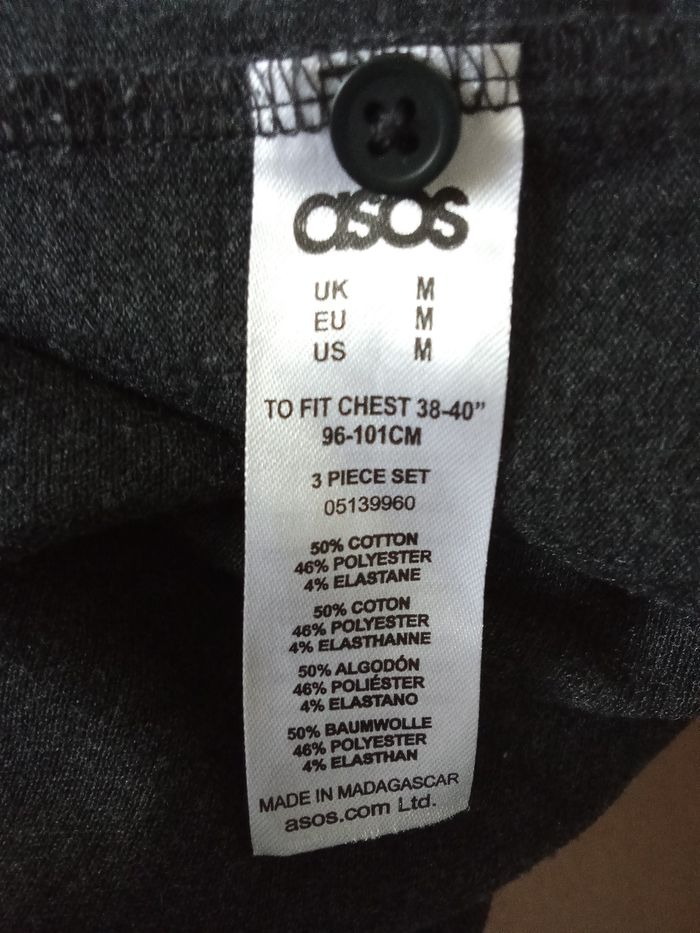 asos
UK M
EU M
US M
TO FIT CHEST 38-40”
96-101CM
3 PIECE SET
05139960
50% COTTON
46% POLYESTER
4% ELASTANE
50% COTON
46% POLYESTER
4% ELASTHANNE
50% ALGODÓN
46% POLIÉSTER
4% ELASTANO
50% BAUMWOLLE
46% POLYESTER
4% ELASTHAN
MADE IN MADAGASCAR
asos.com Ltd.